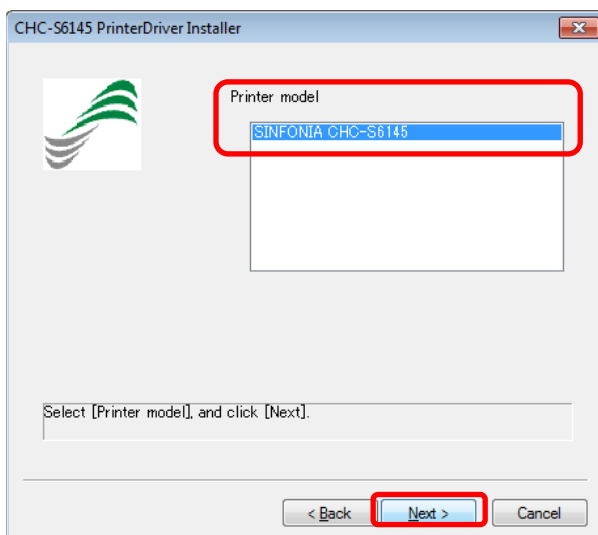 CHC-S6145 PrinterDriver Installer
Printer model
SINFONIA CHC-S6145
Select [Printer model], and click [Next].
< Back
Next >
Cancel